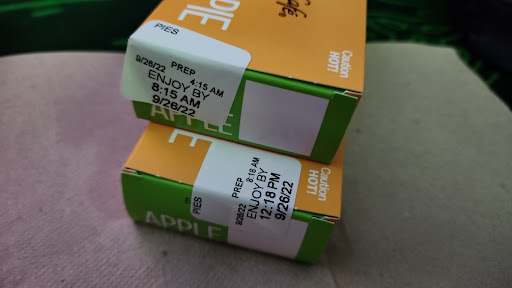 PIE
Café®
Caution
HOT!
PIES
9/26/22 PREP 4:15 AM
ENJOY BY
8:15 AM
9/26/22
APPLE
IE
Caution
HOT!
PIES
9/26/22 PREP 8:18 AM
ENJOY BY
12:18 PM
9/26/22
APPLE